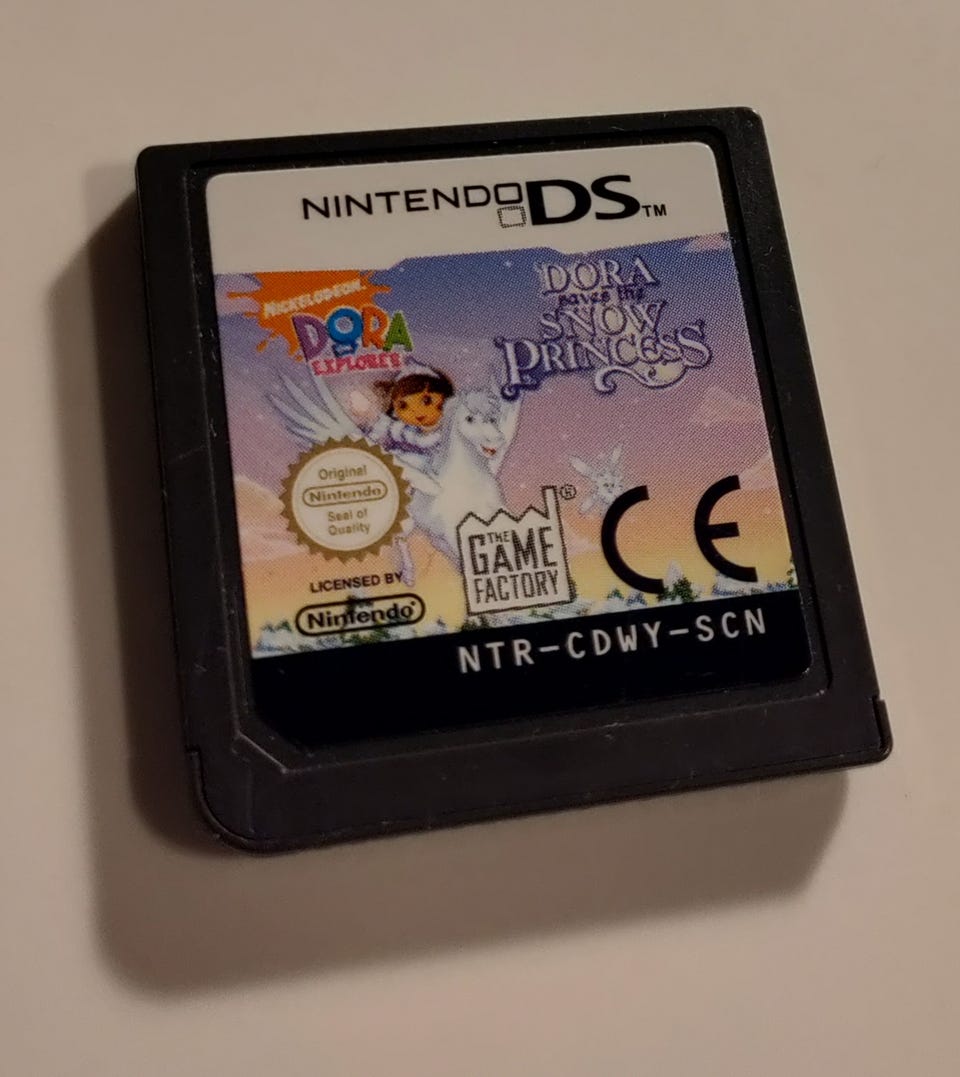 NINTENDO DS™
NICKELODEON
DORA
EXPLORER
DORA
saves the
SNOW
PRINCESS
Original
Nintendo
Seal of
Quality
LICENSED BY
Nintendo®
THE
GAME
FACTORY ®
CE
NTR-CDWY-SCN